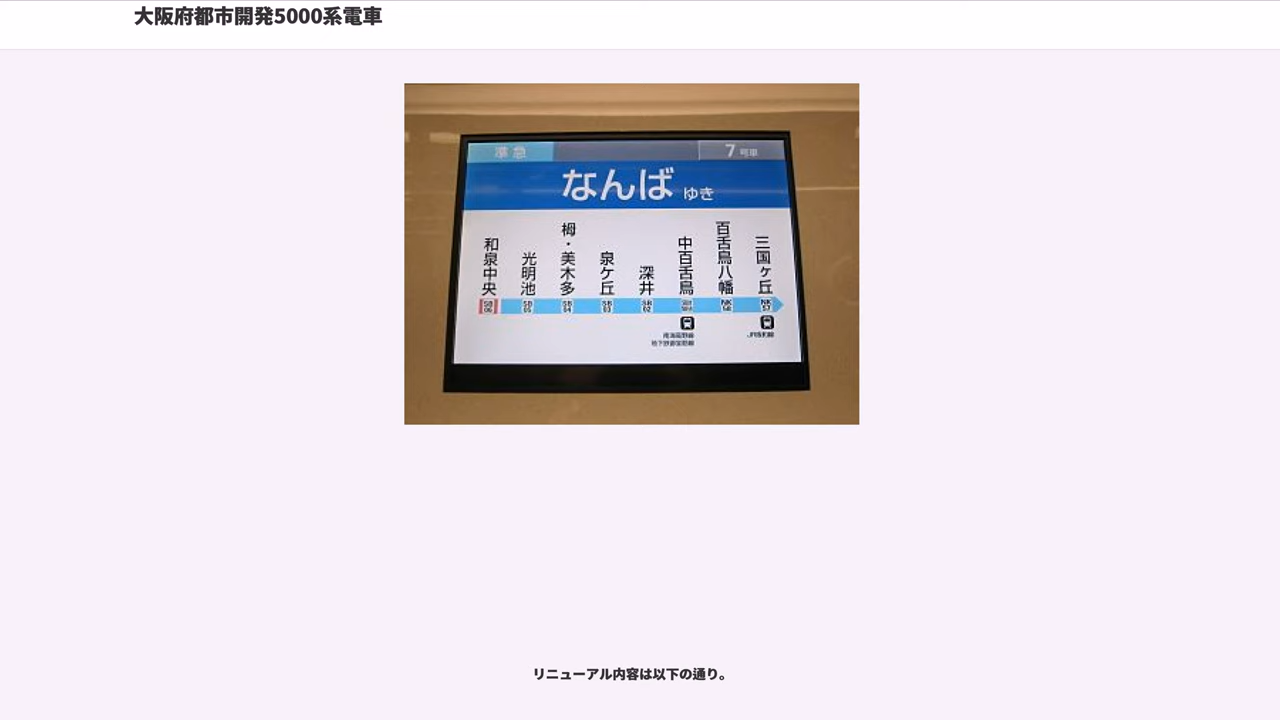 大阪府都市開発5000系電車
準急
7号車
なんば ゆき
和泉中央
光明池
栂・美木多
泉ケ丘
深井
中百舌鳥
百舌鳥八幡
三国ヶ丘
リニューアル内容は以下の通り。